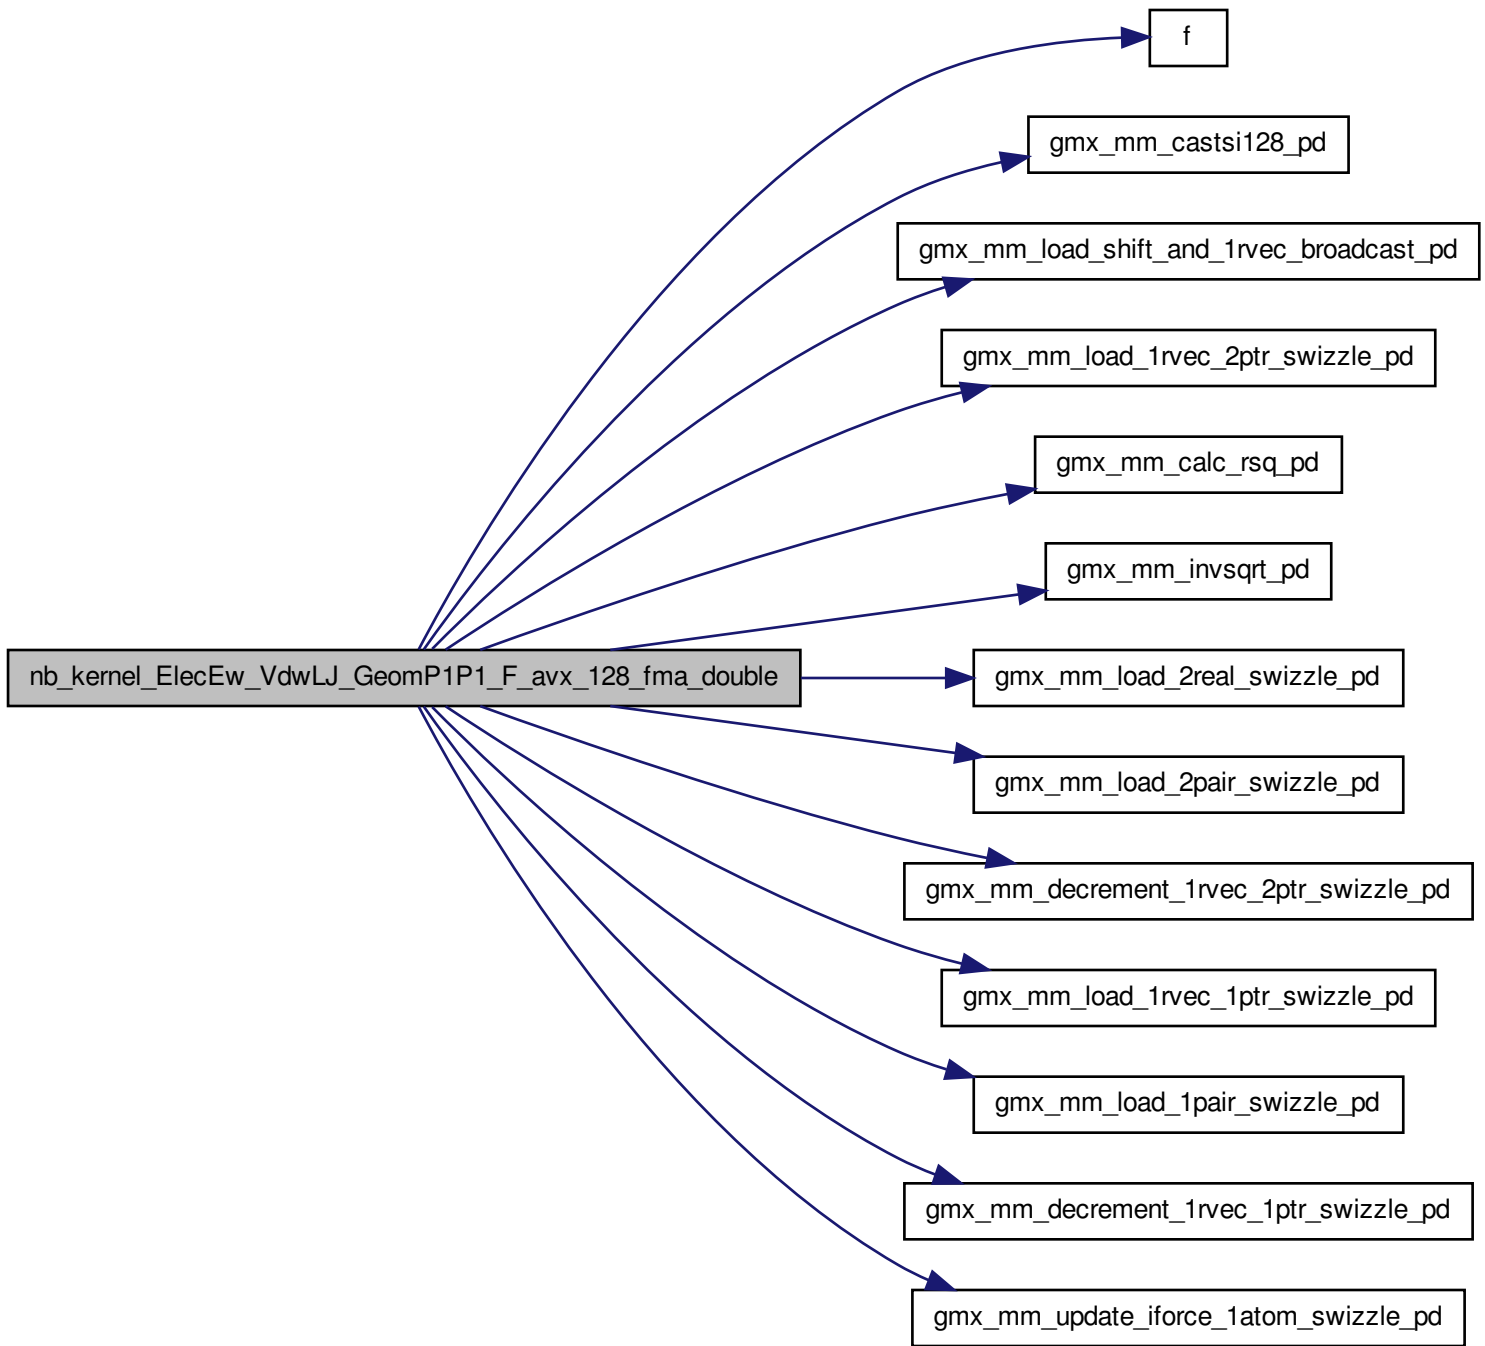 f
gmx_mm_castsi128_pd
gmx_mm_load_shift_and_1rvec_broadcast_pd
gmx_mm_load_1rvec_2ptr_swizzle_pd
gmx_mm_calc_rsq_pd
gmx_mm_invsqrt_pd
nb_kernel_ElecEw_VdwLJ_GeomP1P1_F_avx_128_fma_double
gmx_mm_load_2real_swizzle_pd
gmx_mm_load_2pair_swizzle_pd
gmx_mm_decrement_1rvec_2ptr_swizzle_pd
gmx_mm_load_1rvec_1ptr_swizzle_pd
gmx_mm_load_1pair_swizzle_pd
gmx_mm_decrement_1rvec_1ptr_swizzle_pd
gmx_mm_update_iforce_1atom_swizzle_pd